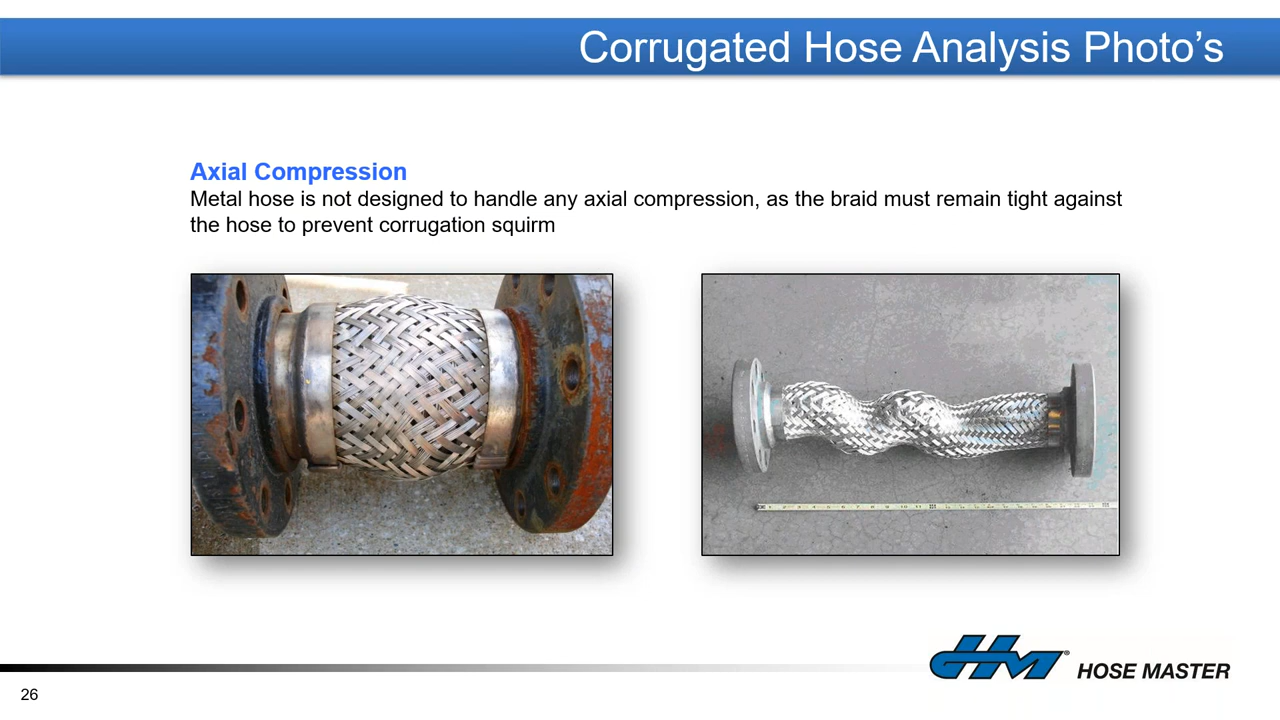 Corrugated Hose Analysis Photo’s
Axial Compression
Metal hose is not designed to handle any axial compression, as the braid must remain tight against
the hose to prevent corrugation squirm
HM®
HOSE MASTER
26